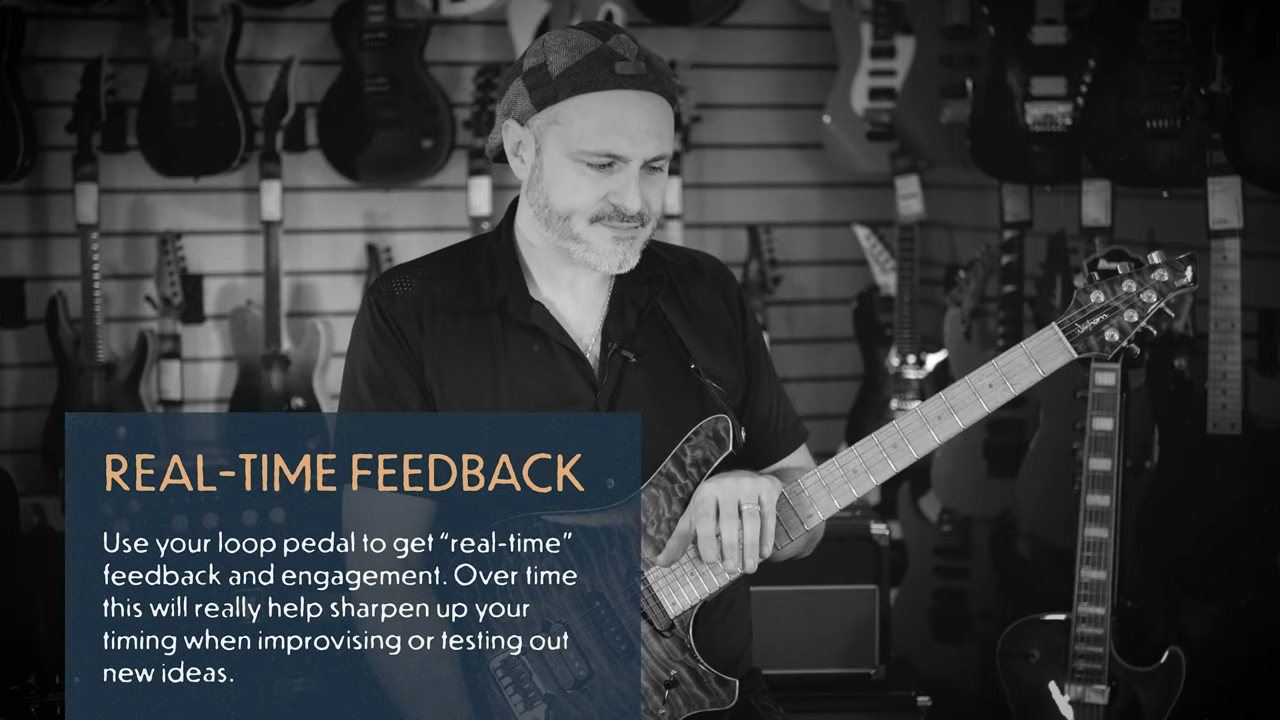 REAL-TIME FEEDBACK
Use your loop pedal to get “real-time”
feedback and engagement. Over time
this will really help sharpen up your
timing when improvising or testing out
new ideas.